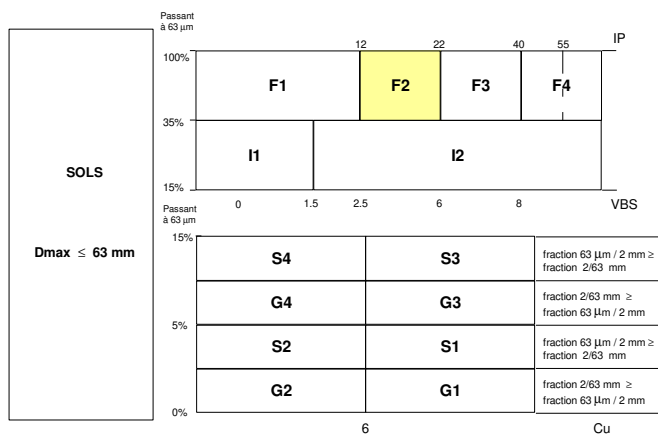 Passant
à 63 µm
12 22 40 55 IP
100%
F1 F2 F3 F4
35%
SOLS
I1 I2
15%
0 1.5 2.5 6 8 VBS
Passant
à 63 µm
15%
Dmax ≤ 63 mm
S4 S3 fraction 63 µm / 2 mm ≥
fraction 2/63 mm
G4 G3 fraction 2/63 mm ≥
fraction 63 µm / 2 mm
5%
S2 S1 fraction 63 µm / 2 mm ≥
fraction 2/63 mm
G2 G1 fraction 2/63 mm ≥
fraction 63 µm / 2 mm
0%
6 Cu